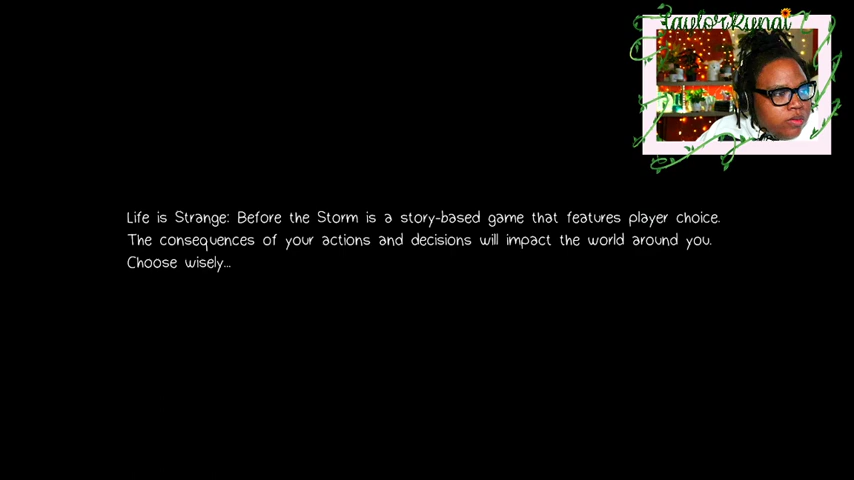 TaylorKunai
Life is Strange: Before the Storm is a story-based game that features player choice.
The consequences of your actions and decisions will impact the world around you.
Choose wisely...